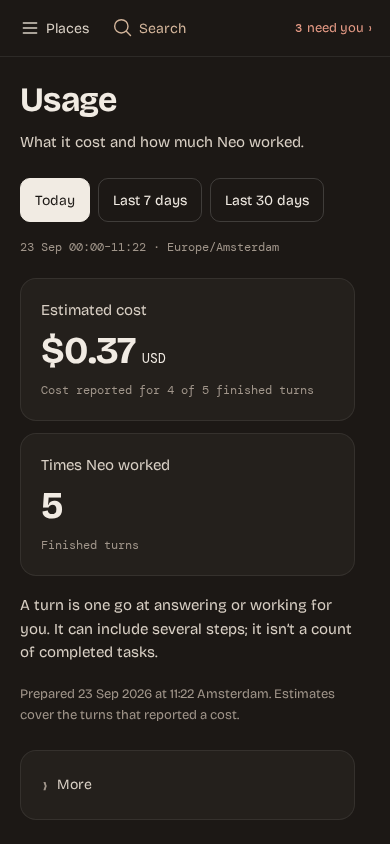 Places
Search
3 need you ›
Usage
What it cost and how much Neo worked.
Today
Last 7 days
Last 30 days
23 Sep 00:00–11:22 · Europe/Amsterdam
Estimated cost
$0.37 USD
Cost reported for 4 of 5 finished turns
Times Neo worked
5
Finished turns
A turn is one go at answering or working for
you. It can include several steps; it isn't a count
of completed tasks.
Prepared 23 Sep 2026 at 11:22 Amsterdam. Estimates
cover the turns that reported a cost.
› More